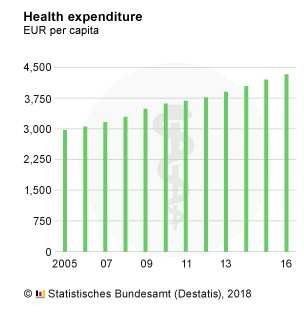 Health expenditure
EUR per capita
4,500
3,750
3,000
2,250
1,500
750
0
2005 07 09 11 13 16
© Statistisches Bundesamt (Destatis), 2018